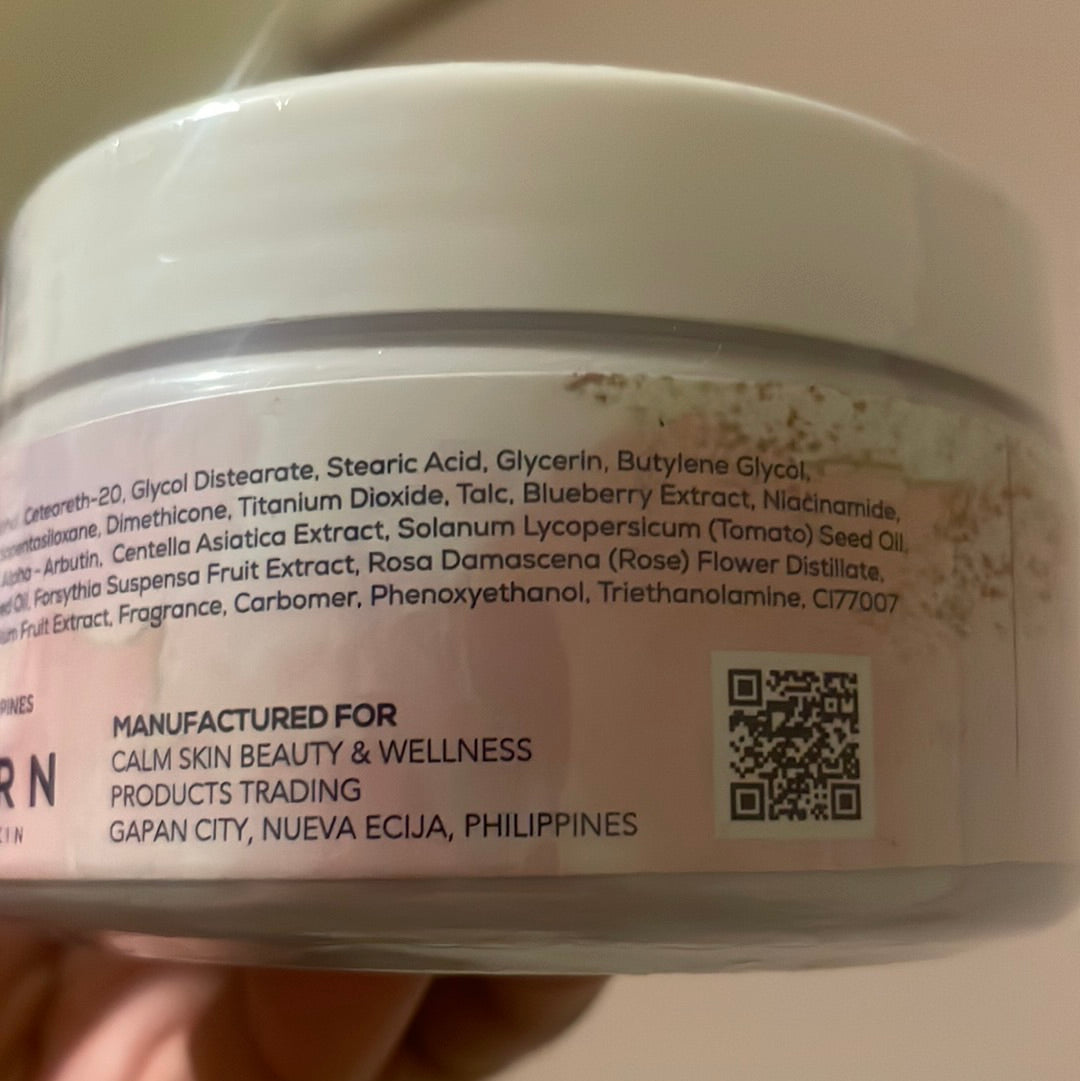 Ceteareth-20, Glycol Distearate, Stearic Acid, Glycerin, Butylene Glycol,
Dimethicone, Titanium Dioxide, Talc, Blueberry Extract, Niacinamide,
Alpha - Arbutin, Centella Asiatica Extract, Solanum Lycopersicum (Tomato) Seed Oil,
Oil, Forsythia Suspensa Fruit Extract, Rosa Damascena (Rose) Flower Distillate,
Fruit Extract, Fragrance, Carbomer, Phenoxyethanol, Triethanolamine, CI77007
MANUFACTURED FOR
CALM SKIN BEAUTY & WELLNESS
PRODUCTS TRADING
GAPAN CITY, NUEVA ECIJA, PHILIPPINES